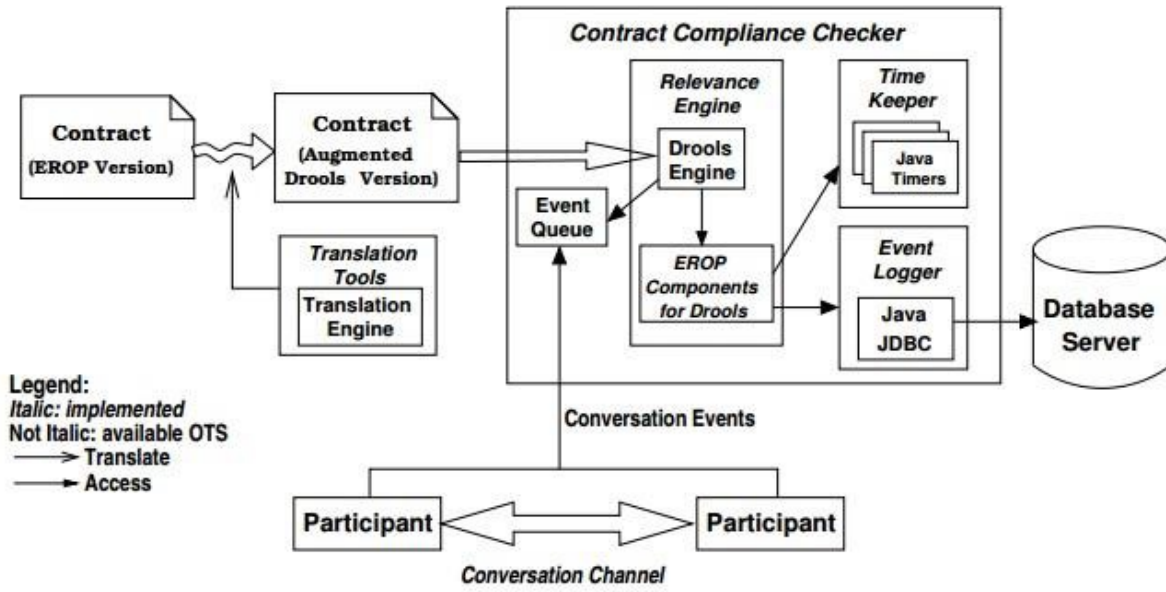 Contract Compliance Checker
Relevance
Engine
Time
Keeper
Contract
(EROP Version)
Contract
(Augmented
Drools Version)
Drools
Engine
Java
Timers
Event
Queue
Translation
Tools
Translation
Engine
EROP
Components
for Drools
Event
Logger
Java
JDBC
Database
Server
Legend:
Italic: implemented
Not Italic: available OTS
Translate
Access
Conversation Events
Participant
Participant
Conversation Channel